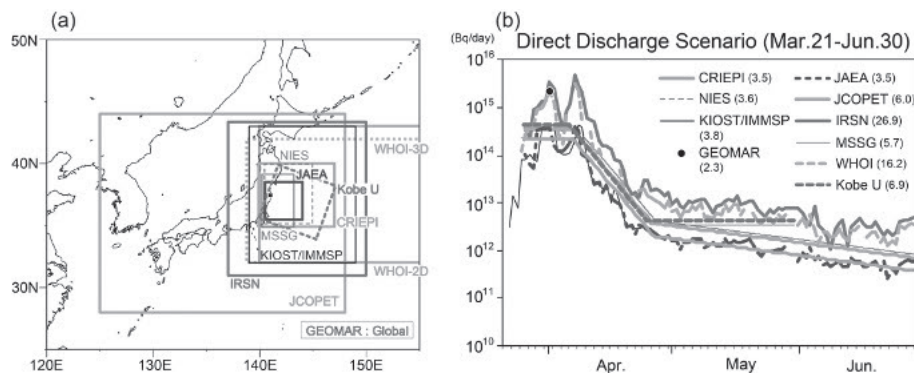 (a)
50N
40N
30N
120E
130E
140E
150E
NIES
WHOI-3D
JAEA
Kobe U
CRIEPI
MSSG
KIOST/IMMSP
WHOI-2D
IRSN
JCOPET
GEOMAR : Global
(b)
(Bq/day)
Direct Discharge Scenario (Mar.21-Jun.30)
10^16
10^15
10^14
10^13
10^12
10^11
10^10
CRIEPI (3.5)
NIES (3.6)
KIOST/IMMSP
(3.8)
GEOMAR
(2.3)
JAEA (3.5)
JCOPET (6.0)
IRSN (26.9)
MSSG (5.7)
WHOI (16.2)
Kobe U (6.9)
Apr.
May
Jun.